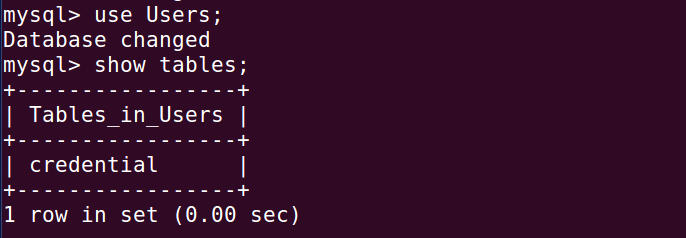 mysql> use Users;
Database changed
mysql> show tables;
+-----------------+
| Tables_in_Users |
+-----------------+
| credential      |
+-----------------+
1 row in set (0.00 sec)